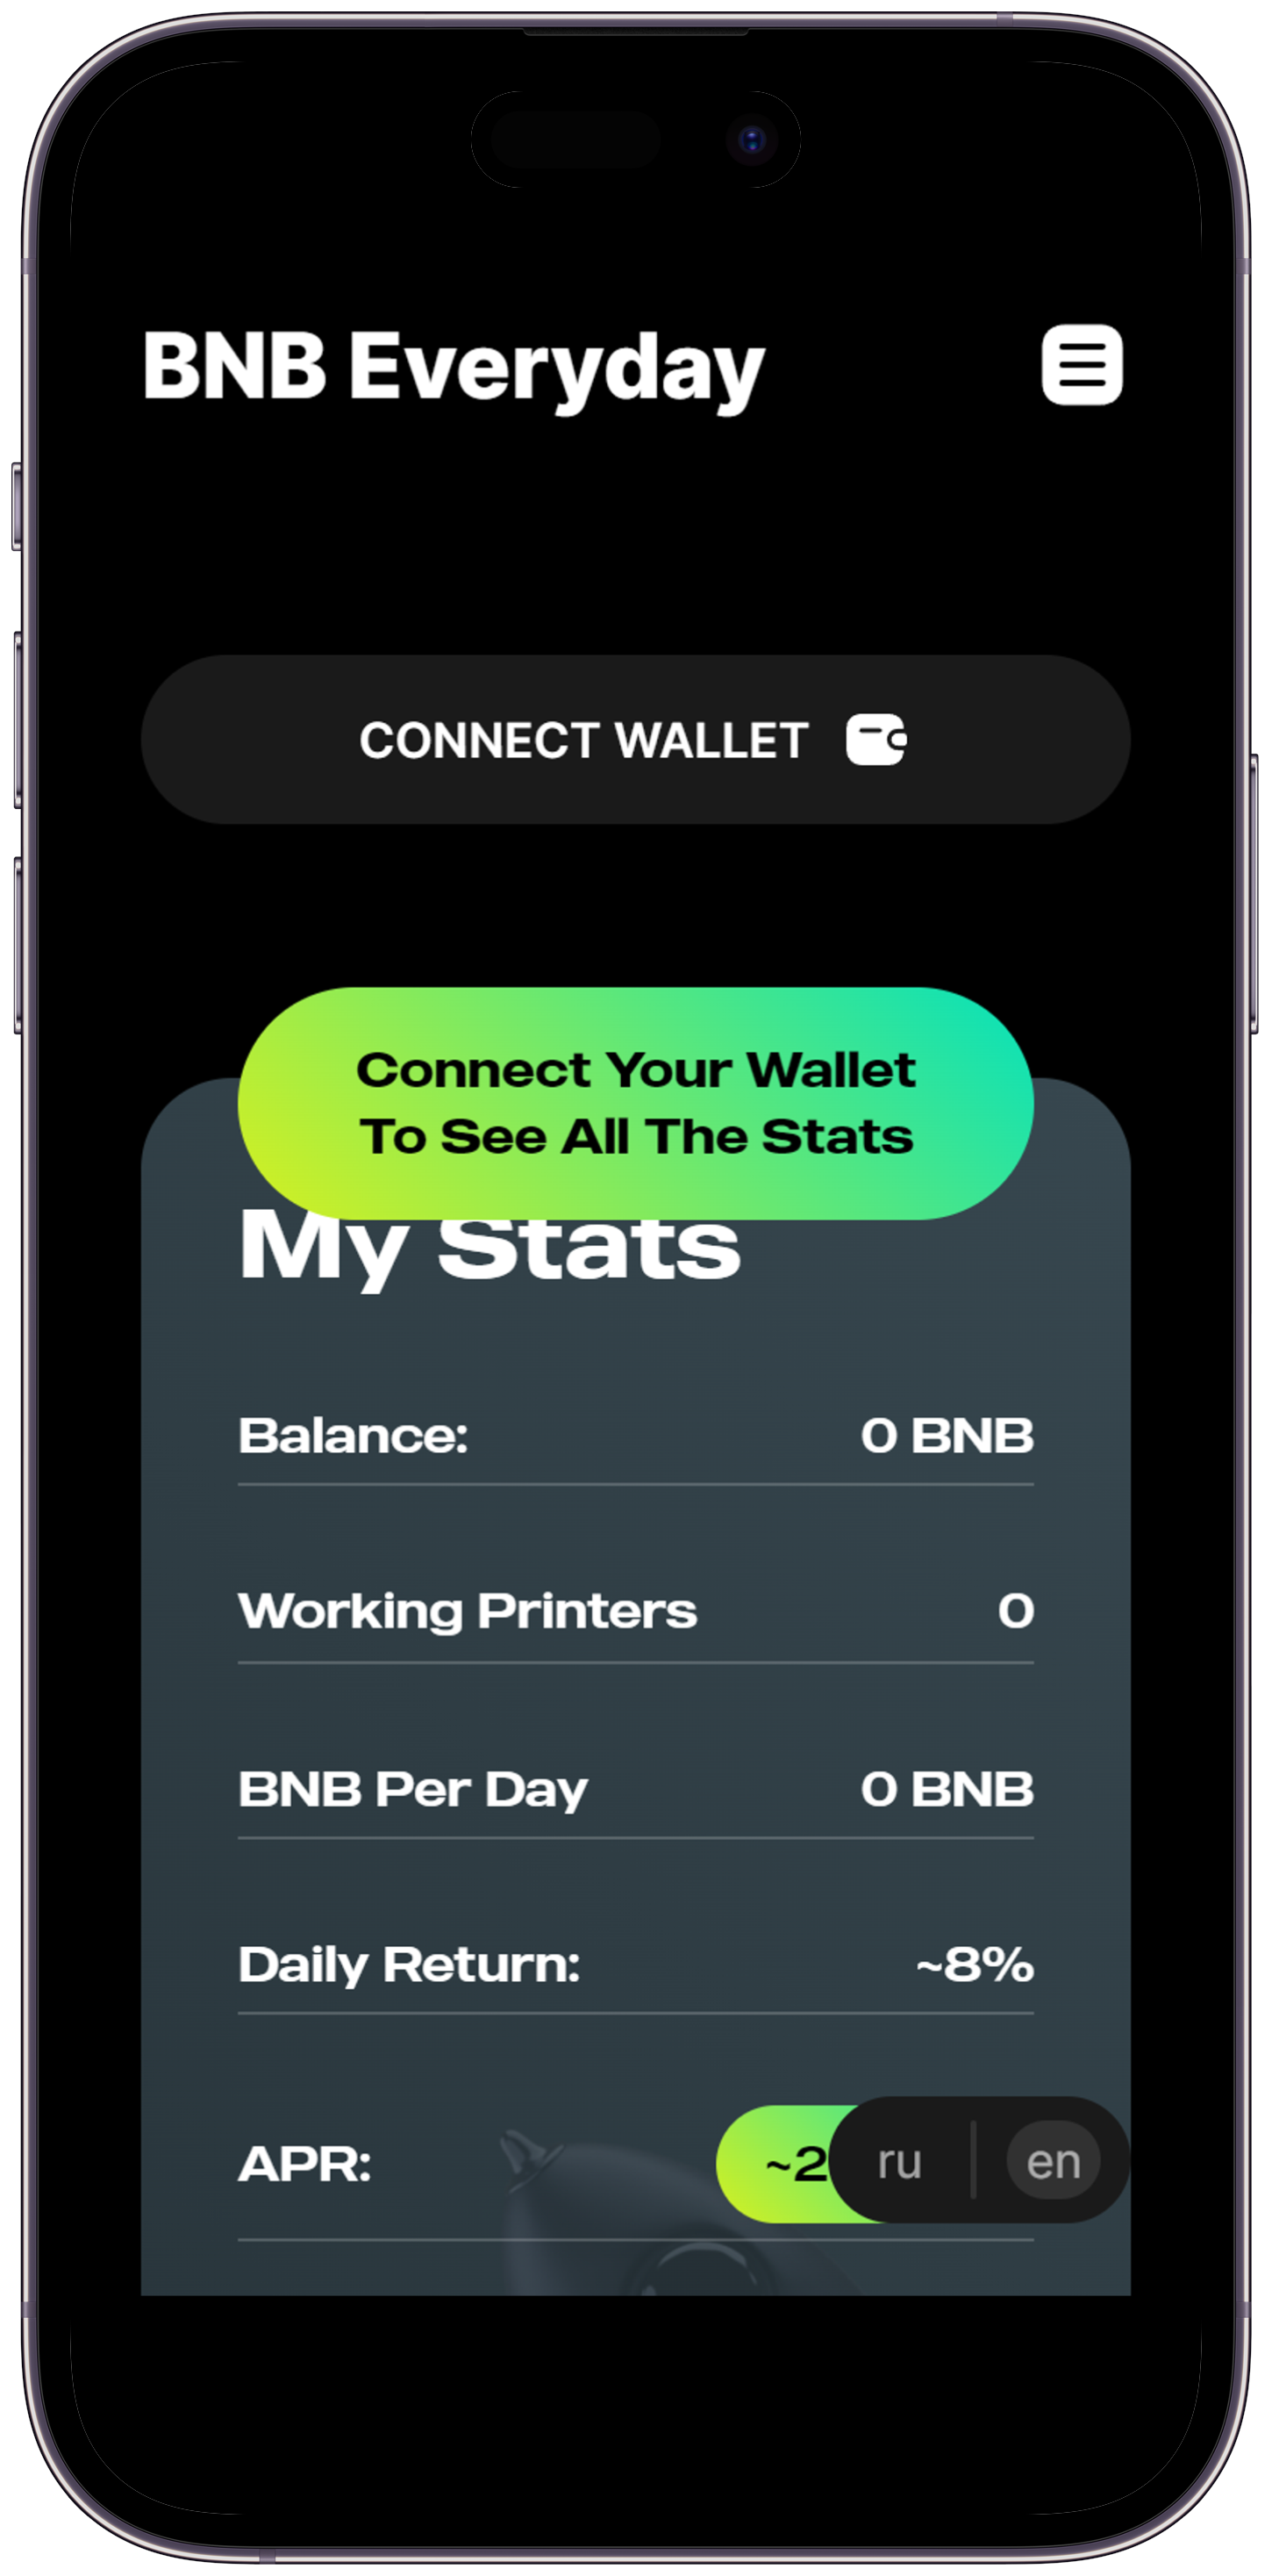 BNB Everyday
CONNECT WALLET
Connect Your Wallet
To See All The Stats
My Stats
Balance: 0 BNB
Working Printers 0
BNB Per Day 0 BNB
Daily Return: ~8%
APR: ~2
ru en